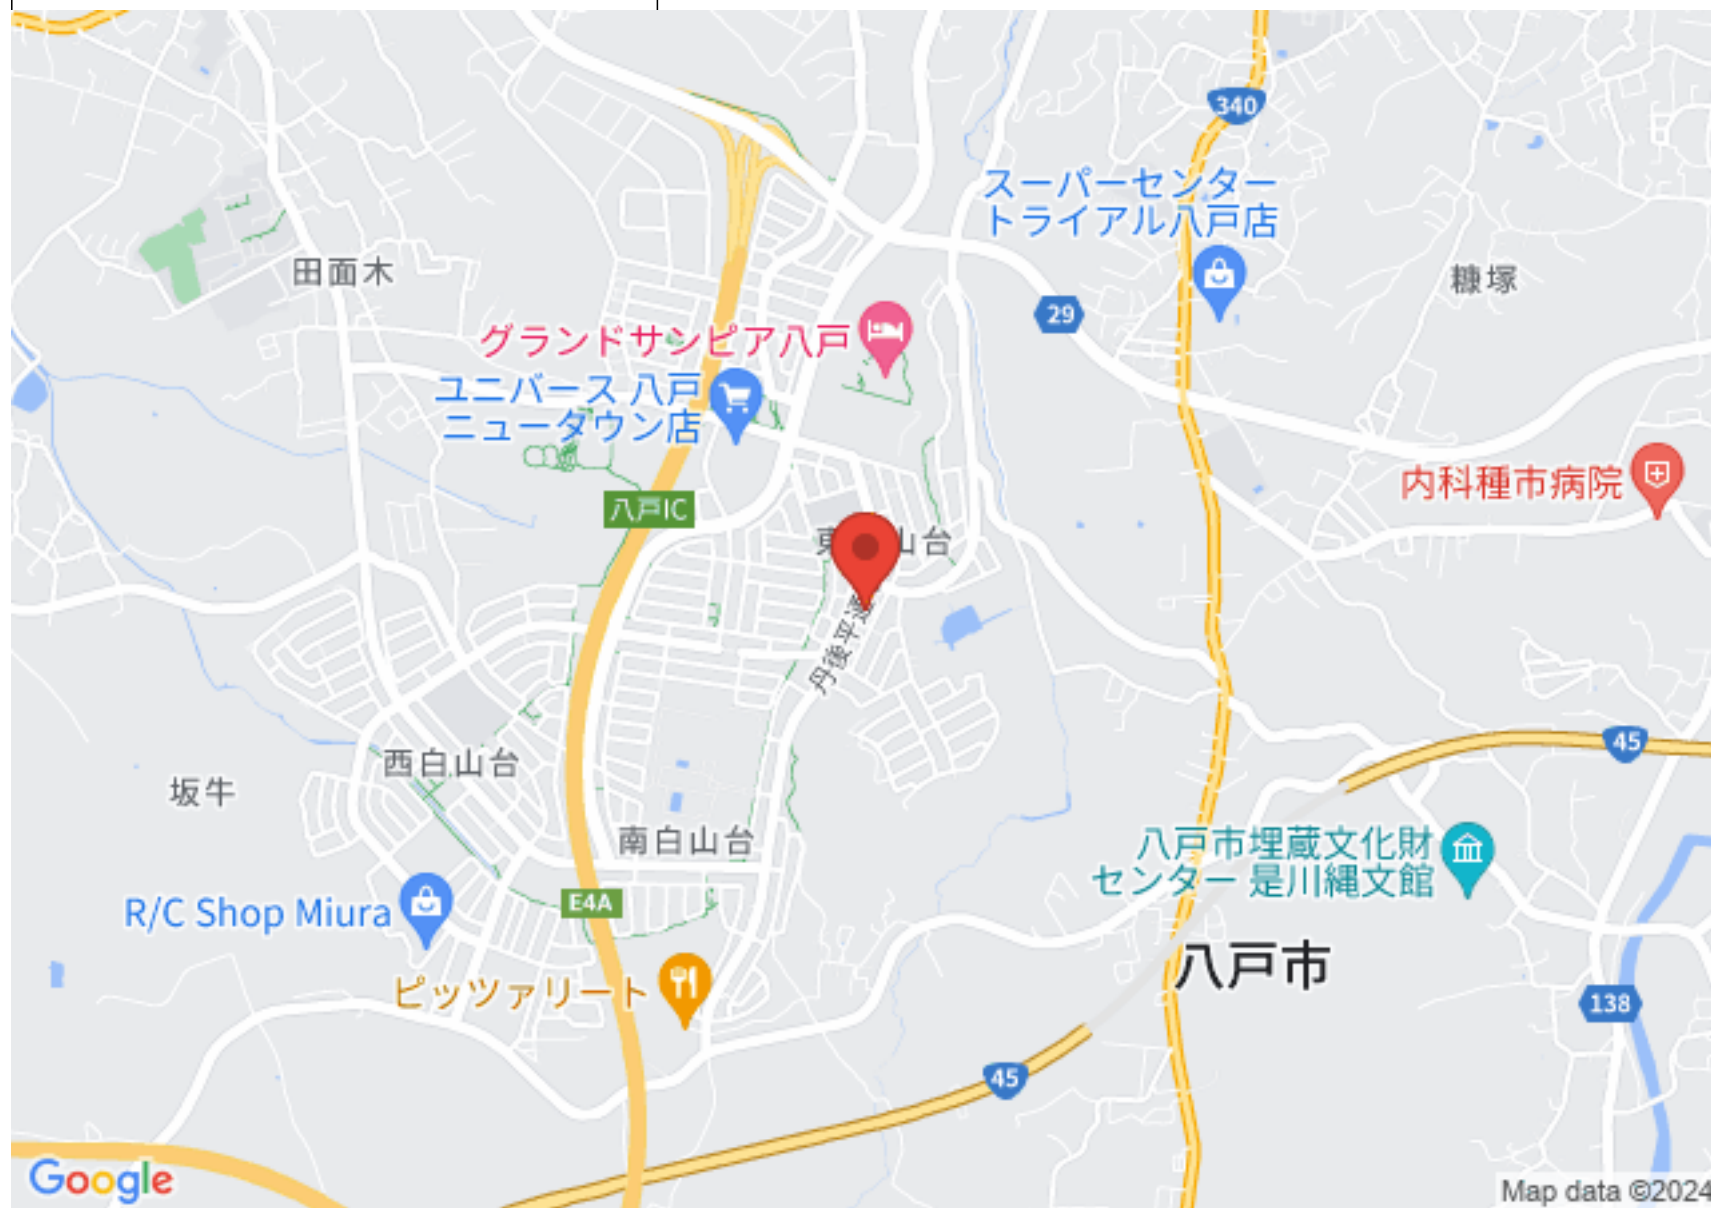 340
スーパーセンター
トライアル八戸店
田面木
糠塚
29
グランドサンピア八戸
ユニバース 八戸
ニュータウン店
内科種市病院
八戸IC
東 山台
丹後平通
45
西白山台
坂牛
南白山台
八戸市埋蔵文化財
センター 是川縄文館
E4A
R/C Shop Miura
八戸市
ピッツァリート
138
45
Google
Map data ©2024